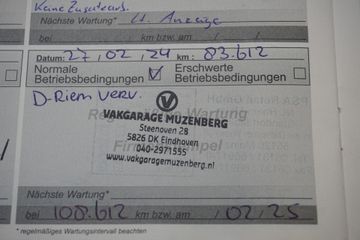 Keine Zusatzarb.
Nächste Wartung* lt. Anzeige
bei km bzw. am /
Datum: 27, 02, 24 km: 83.612
Normale Betriebsbedingungen
Erschwerte Betriebsbedingungen
D-Riem verv.
VAKGARAGE MUZENBERG
Steenoven 28
5826 DK Eindhoven
040-2971555
www.vakgaragemuzenberg.nl
Nächste Wartung*
bei 108.612 km bzw. am / 02 / 25
* regelmäßiges Wartungsintervall beachten